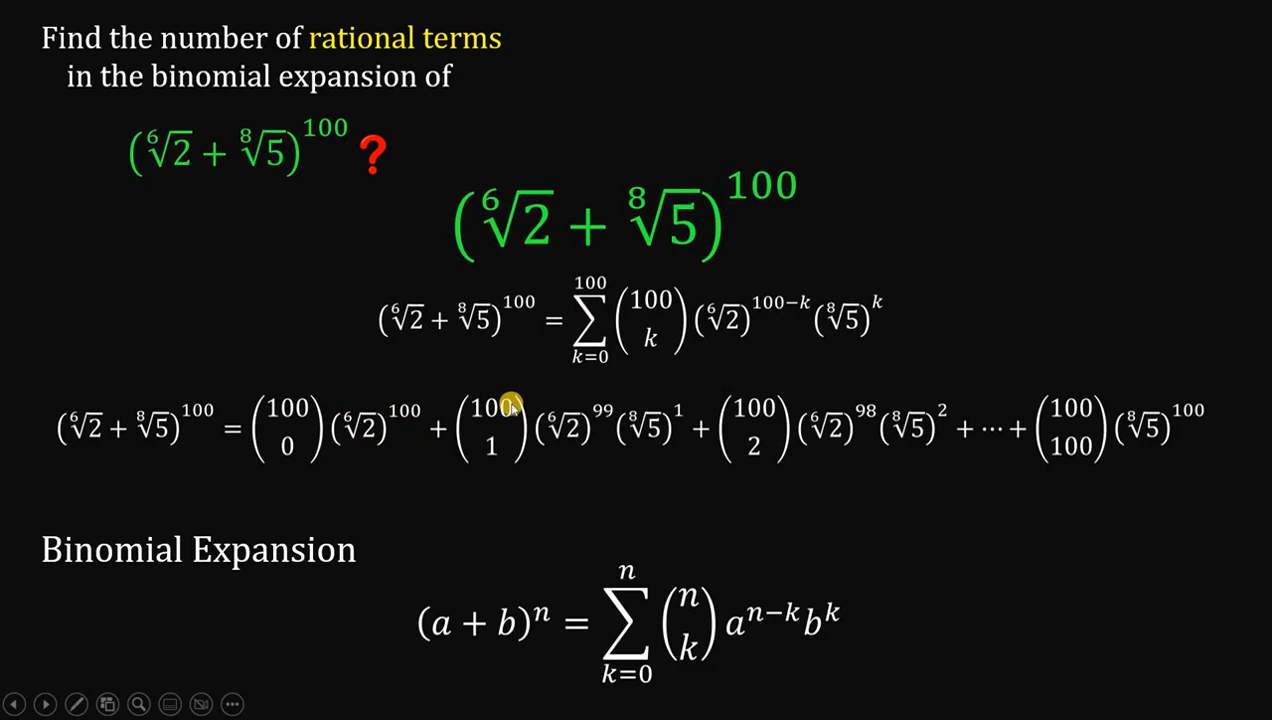 Find the number of rational terms
in the binomial expansion of
(⁶√2 + ⁸√5)¹⁰⁰ ❓
(⁶√2 + ⁸√5)¹⁰⁰
(⁶√2 + ⁸√5)¹⁰⁰ = ∑_{k=0}^{100} (100 choose k) (⁶√2)^{100−k} (⁸√5)^k
(⁶√2 + ⁸√5)¹⁰⁰ = (100 choose 0) (⁶√2)¹⁰⁰ + (100 choose 1) (⁶√2)⁹⁹ (⁸√5)¹ + (100 choose 2) (⁶√2)⁹⁸ (⁸√5)² + ⋯ + (100 choose 100) (⁸√5)¹⁰⁰
Binomial Expansion
(a + b)ⁿ = ∑_{k=0}^{n} (n choose k) a^{n−k} b^k